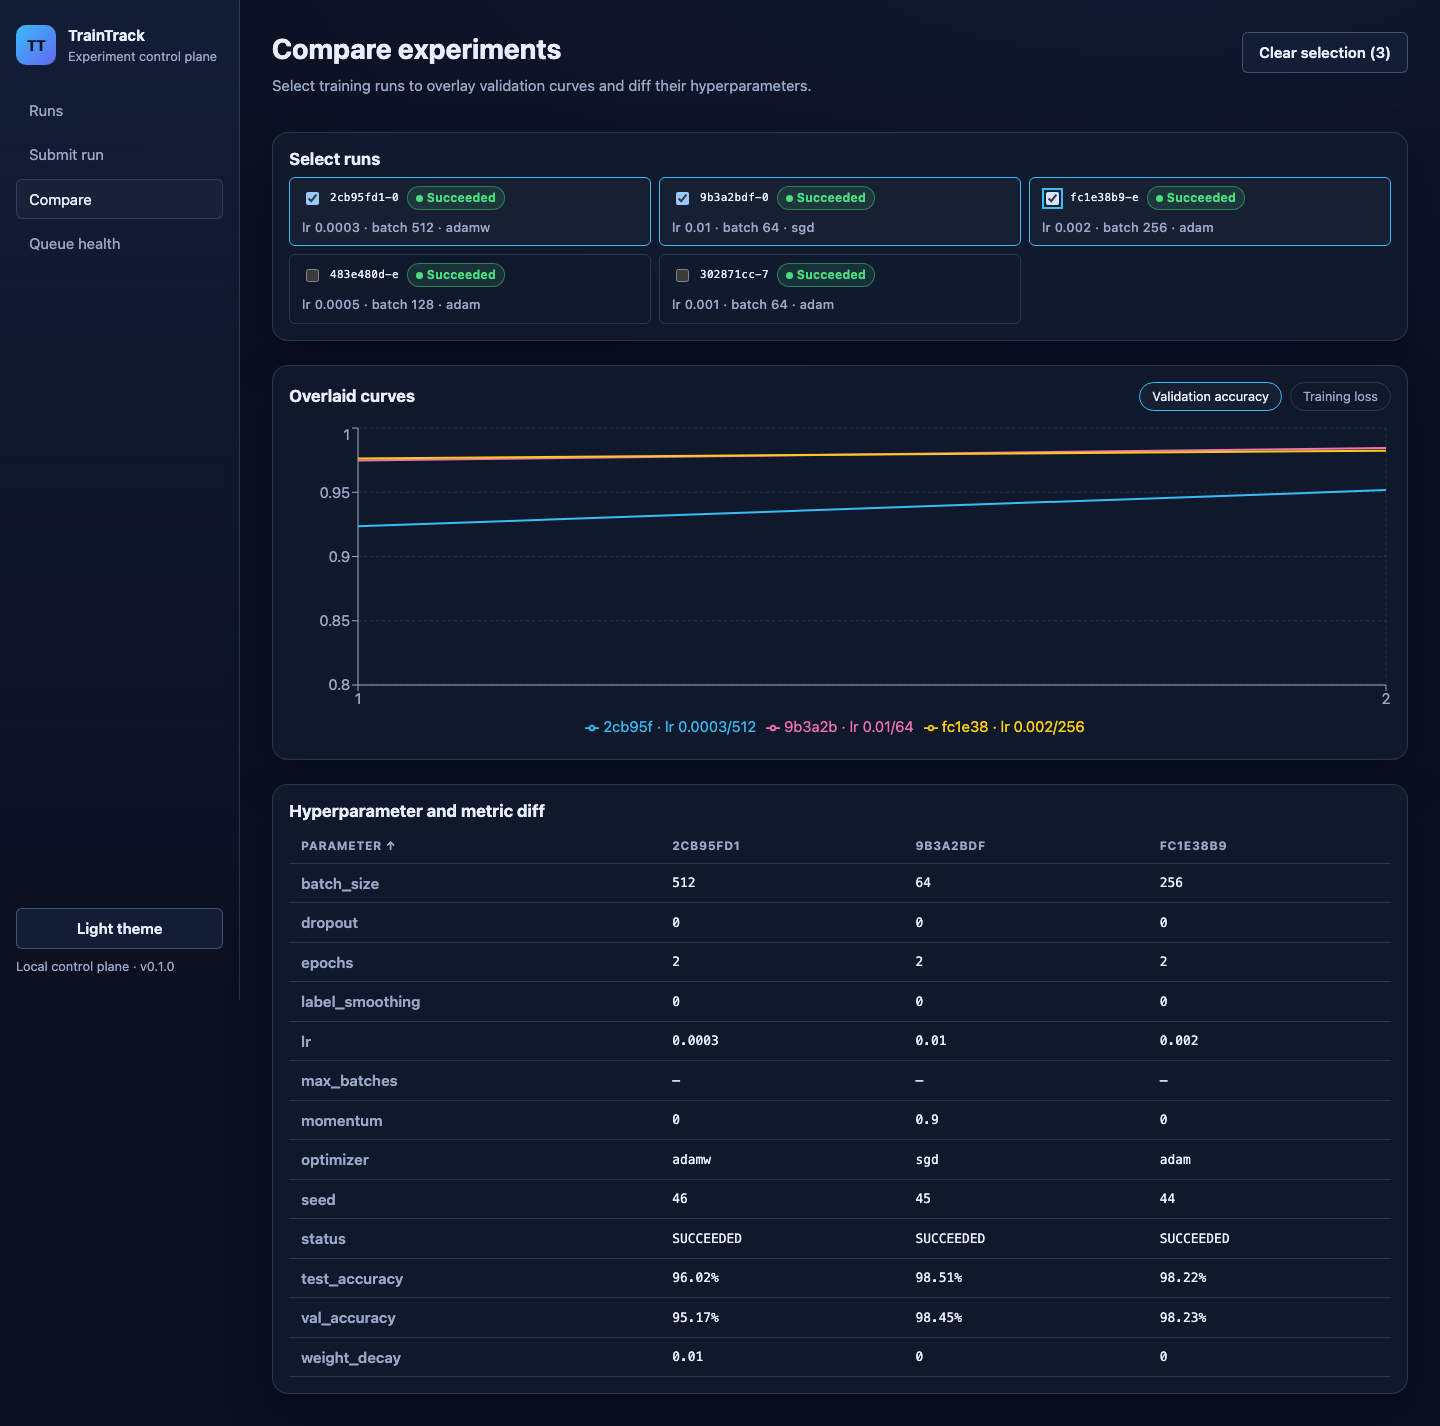 TT
TrainTrack
Experiment control plane
Runs
Submit run
Compare
Queue health
Light theme
Local control plane · v0.1.0
Compare experiments
Select training runs to overlay validation curves and diff their hyperparameters.
Clear selection (3)
Select runs
2cb95fd1-0 Succeeded
lr 0.0003 · batch 512 · adamw
9b3a2bdf-0 Succeeded
lr 0.01 · batch 64 · sgd
fc1e38b9-e Succeeded
lr 0.002 · batch 256 · adam
483e480d-e Succeeded
lr 0.0005 · batch 128 · adam
302871cc-7 Succeeded
lr 0.001 · batch 64 · adam
Overlaid curves
Validation accuracy
Training loss
1
0.95
0.9
0.85
0.8
1 2
2cb95f · lr 0.0003/512 9b3a2b · lr 0.01/64 fc1e38 · lr 0.002/256
Hyperparameter and metric diff
PARAMETER ↑ 2CB95FD1 9B3A2BDF FC1E38B9
batch_size 512 64 256
dropout 0 0 0
epochs 2 2 2
label_smoothing 0 0 0
lr 0.0003 0.01 0.002
max_batches — — —
momentum 0 0.9 0
optimizer adamw sgd adam
seed 46 45 44
status SUCCEEDED SUCCEEDED SUCCEEDED
test_accuracy 96.02% 98.51% 98.22%
val_accuracy 95.17% 98.45% 98.23%
weight_decay 0.01 0 0